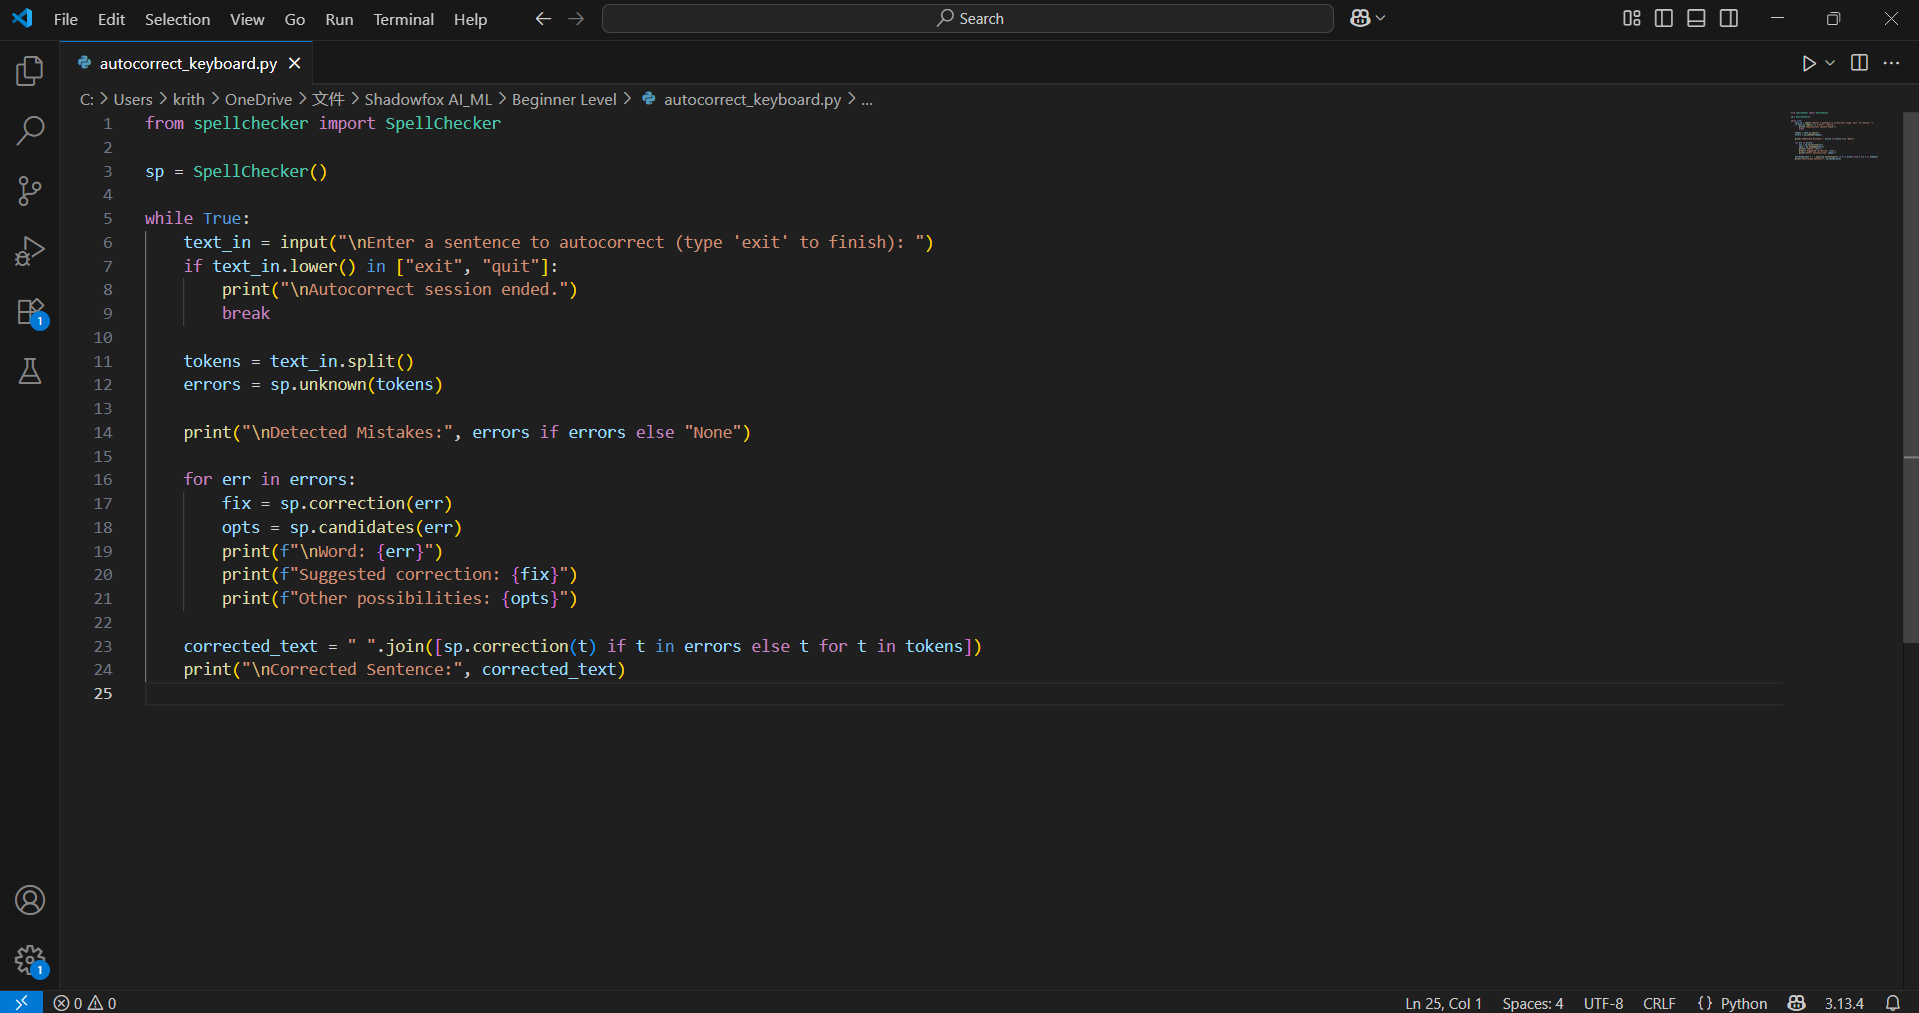 File Edit Selection View Go Run Terminal Help Search
autocorrect_keyboard.py
C: > Users > krith > OneDrive > 文件 > Shadowfox AI_ML > Beginner Level > autocorrect_keyboard.py > ...
1 from spellchecker import SpellChecker
2
3 sp = SpellChecker()
4
5 while True:
6     text_in = input("\nEnter a sentence to autocorrect (type 'exit' to finish): ")
7     if text_in.lower() in ["exit", "quit"]:
8         print("\nAutocorrect session ended.")
9         break
10
11     tokens = text_in.split()
12     errors = sp.unknown(tokens)
13
14     print("\nDetected Mistakes:", errors if errors else "None")
15
16     for err in errors:
17         fix = sp.correction(err)
18         opts = sp.candidates(err)
19         print(f"\nWord: {err}")
20         print(f"Suggested correction: {fix}")
21         print(f"Other possibilities: {opts}")
22
23     corrected_text = " ".join([sp.correction(t) if t in errors else t for t in tokens])
24     print("\nCorrected Sentence:", corrected_text)
25
1
1
0 0 Ln 25, Col 1 Spaces: 4 UTF-8 CRLF {} Python 3.13.4